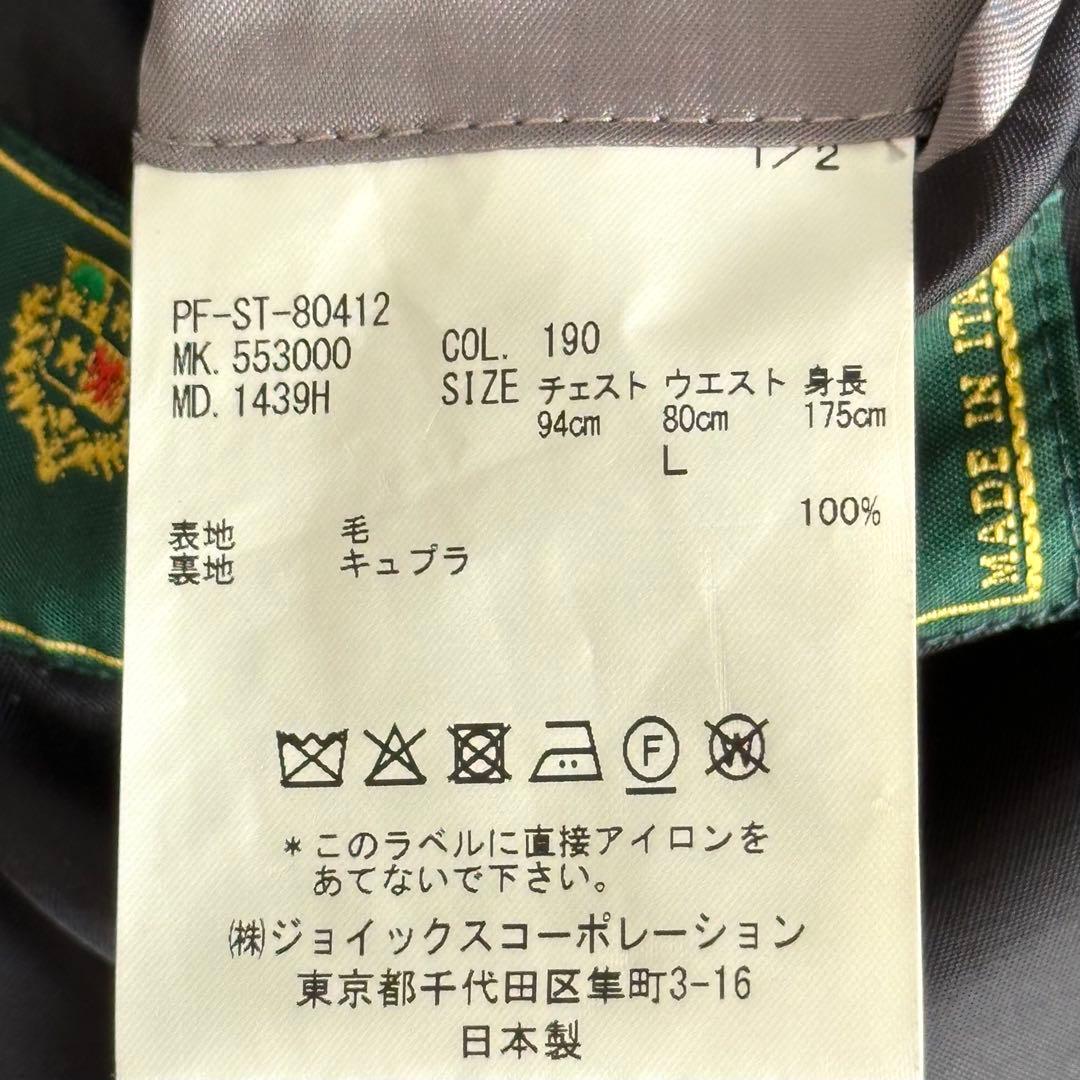 1/2
PF-ST-80412
MK. 553000
MD. 1439H
COL. 190
SIZE チェスト ウエスト 身長
94cm 80cm 175cm
L
表地 毛 100%
裏地 キュプラ
F
W
*このラベルに直接アイロンを
あてないで下さい。
㈱ジョイックスコーポレーション
東京都千代田区隼町3-16
日本製
MADE IN ITA